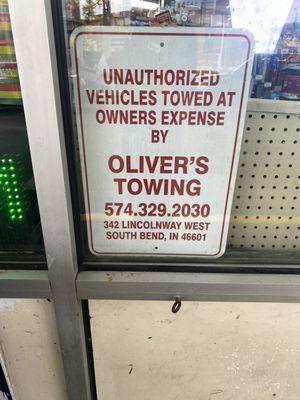 UNAUTHORIZED
VEHICLES TOWED AT
OWNERS EXPENSE
BY
OLIVER'S
TOWING
574.329.2030
342 LINCOLNWAY WEST
SOUTH BEND, IN 46601